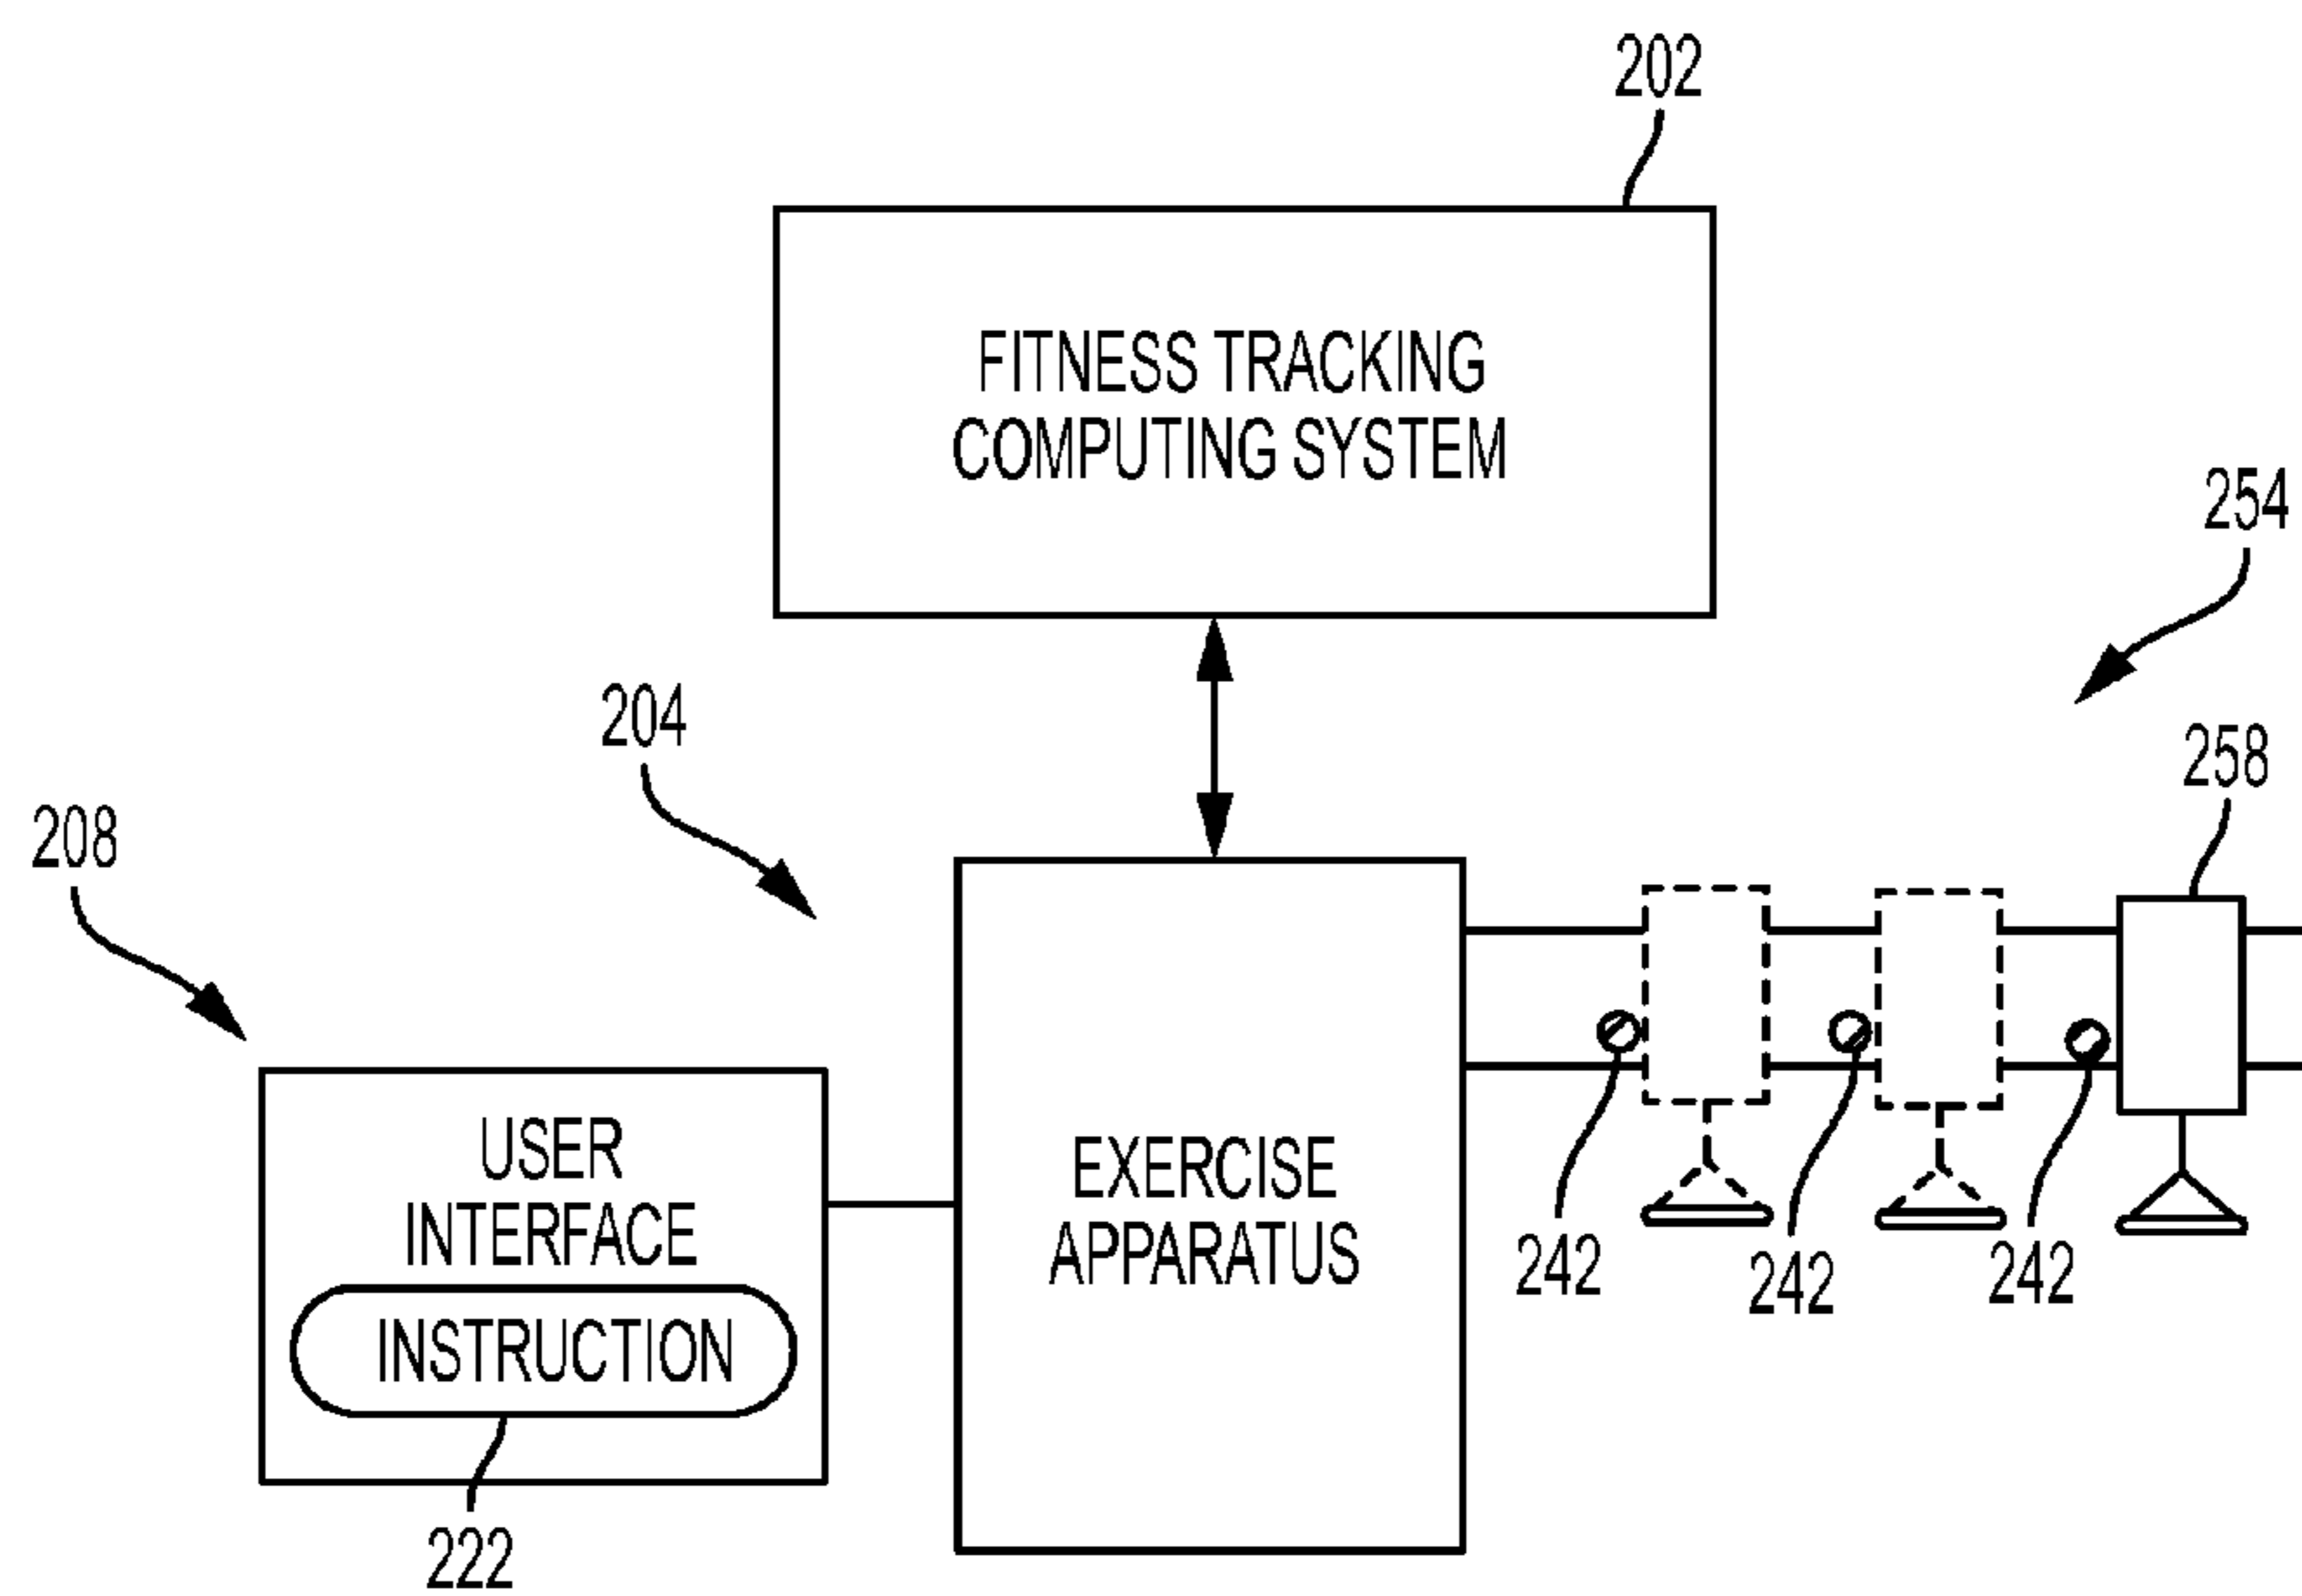 202
FITNESS TRACKING
COMPUTING SYSTEM
254
204
258
208
USER
INTERFACE
INSTRUCTION
EXERCISE
APPARATUS
242
242
242
222